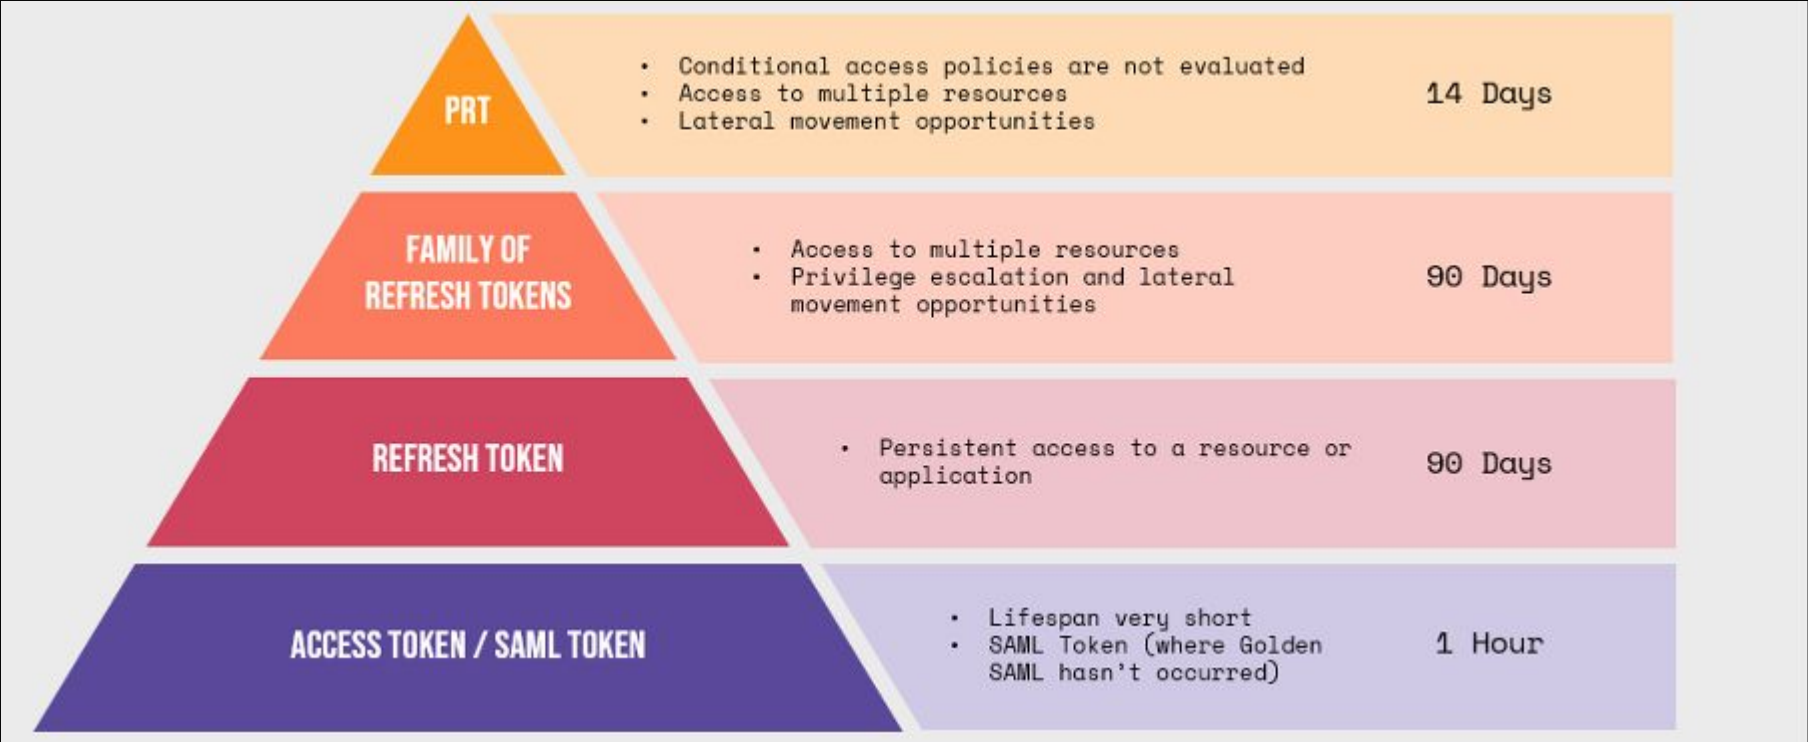 PRT
• Conditional access policies are not evaluated
• Access to multiple resources
• Lateral movement opportunities
14 Days
FAMILY OF
REFRESH TOKENS
• Access to multiple resources
• Privilege escalation and lateral
movement opportunities
90 Days
REFRESH TOKEN
• Persistent access to a resource or
application
90 Days
ACCESS TOKEN / SAML TOKEN
• Lifespan very short
• SAML Token (where Golden
SAML hasn't occurred)
1 Hour